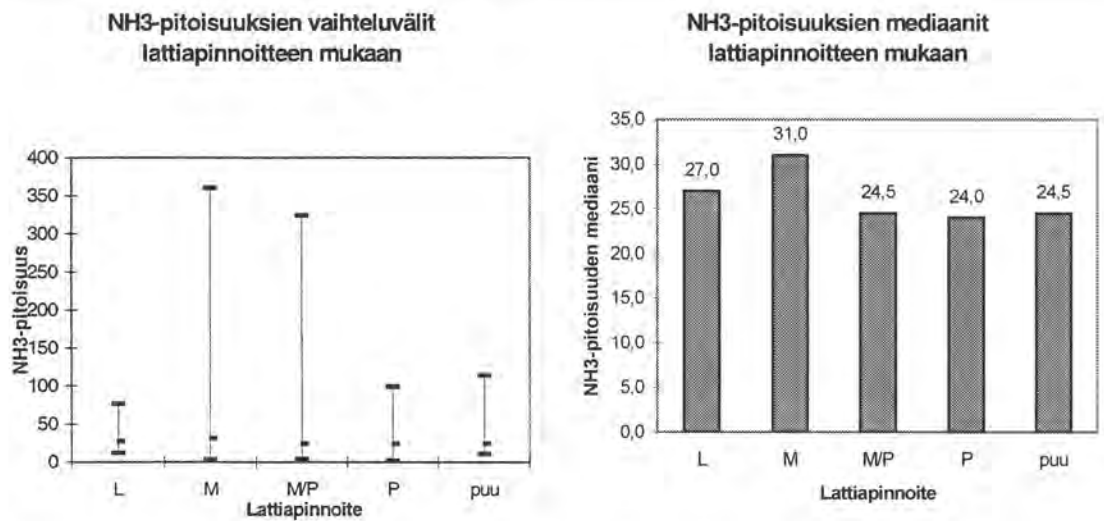 NH3-pitoisuuksien vaihteluvälit
lattiapinnoitteen mukaan
NH3-pitoisuus
400
350
300
250
200
150
100
50
0
L M M/P P puu
Lattiapinnoite
NH3-pitoisuuksien mediaanit
lattiapinnoitteen mukaan
NH3-pitoisuuden mediaani
35,0
30,0
25,0
20,0
15,0
10,0
5,0
0,0
27,0
31,0
24,5
24,0
24,5
L M M/P P puu
Lattiapinnoite